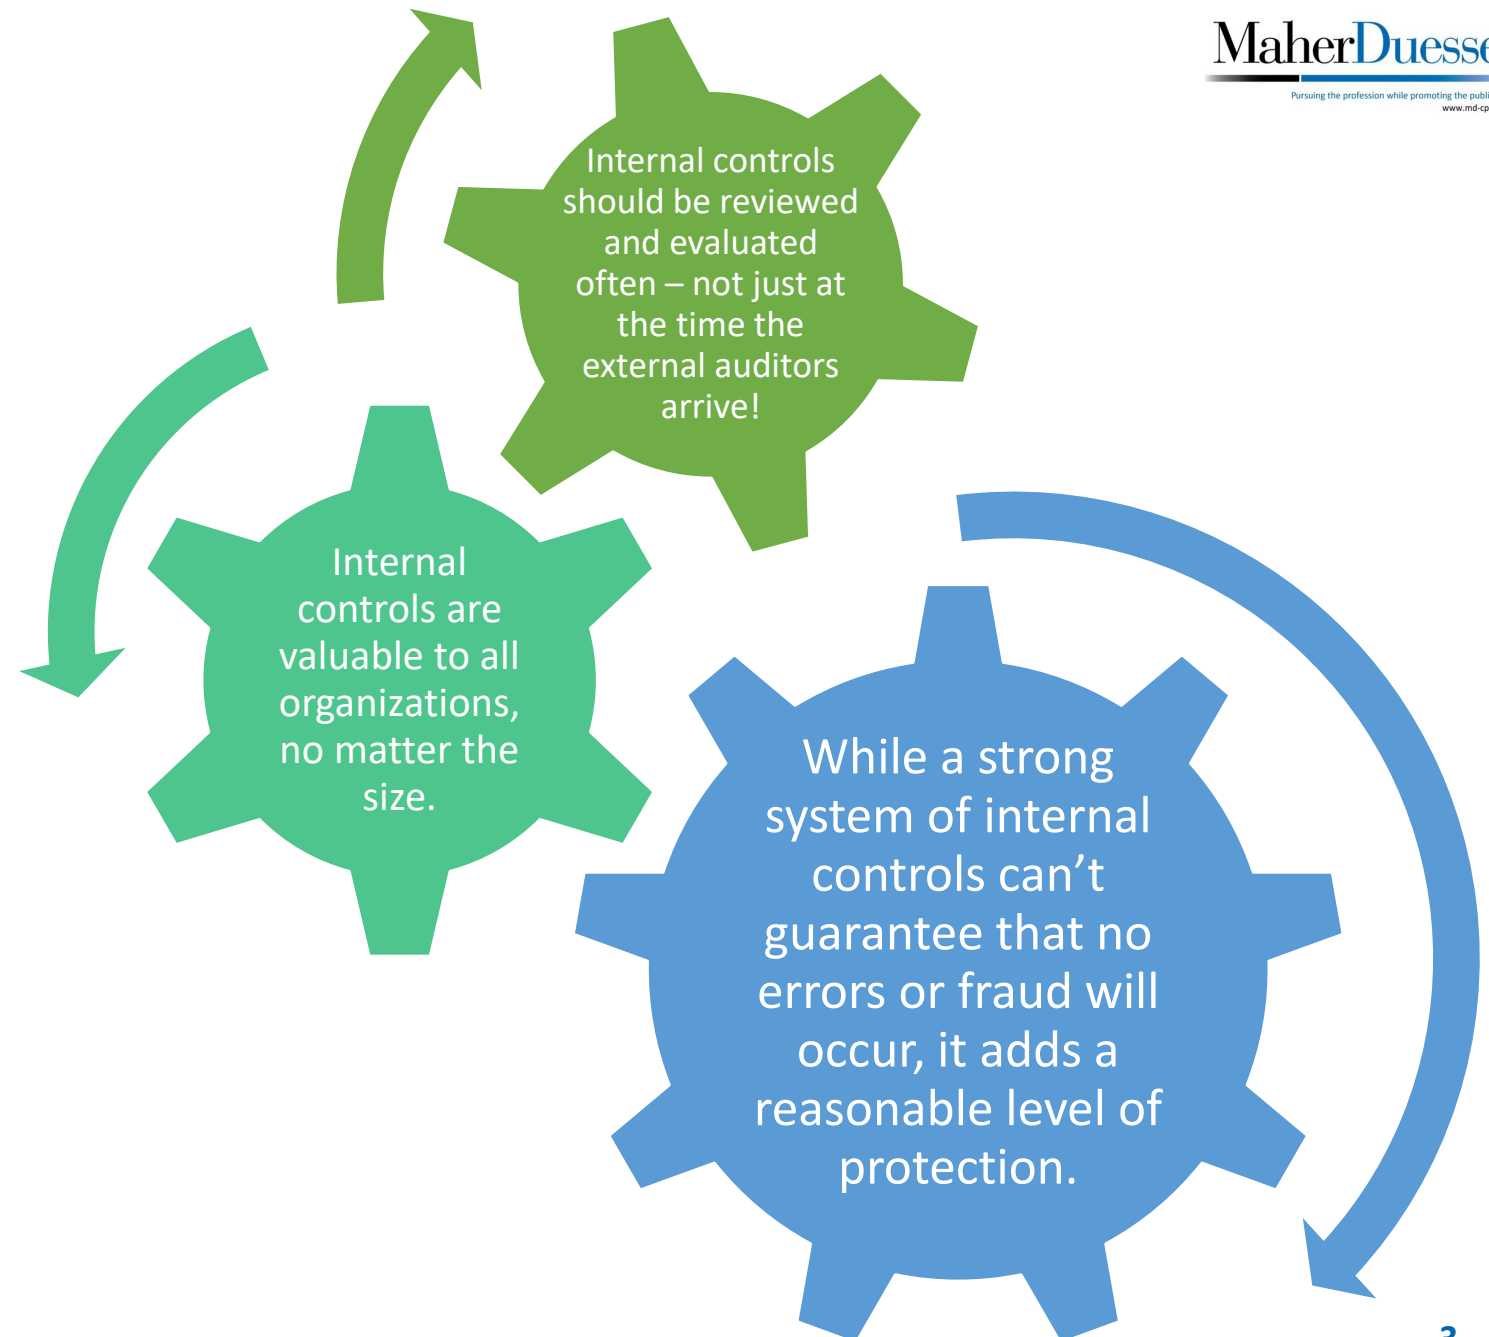 MaherDuesse
Pursuing the profession while promoting the publi
www.md-cp
Internal controls
should be reviewed
and evaluated
often – not just at
the time the
external auditors
arrive!
Internal
controls are
valuable to all
organizations,
no matter the
size.
While a strong
system of internal
controls can’t
guarantee that no
errors or fraud will
occur, it adds a
reasonable level of
protection.
3